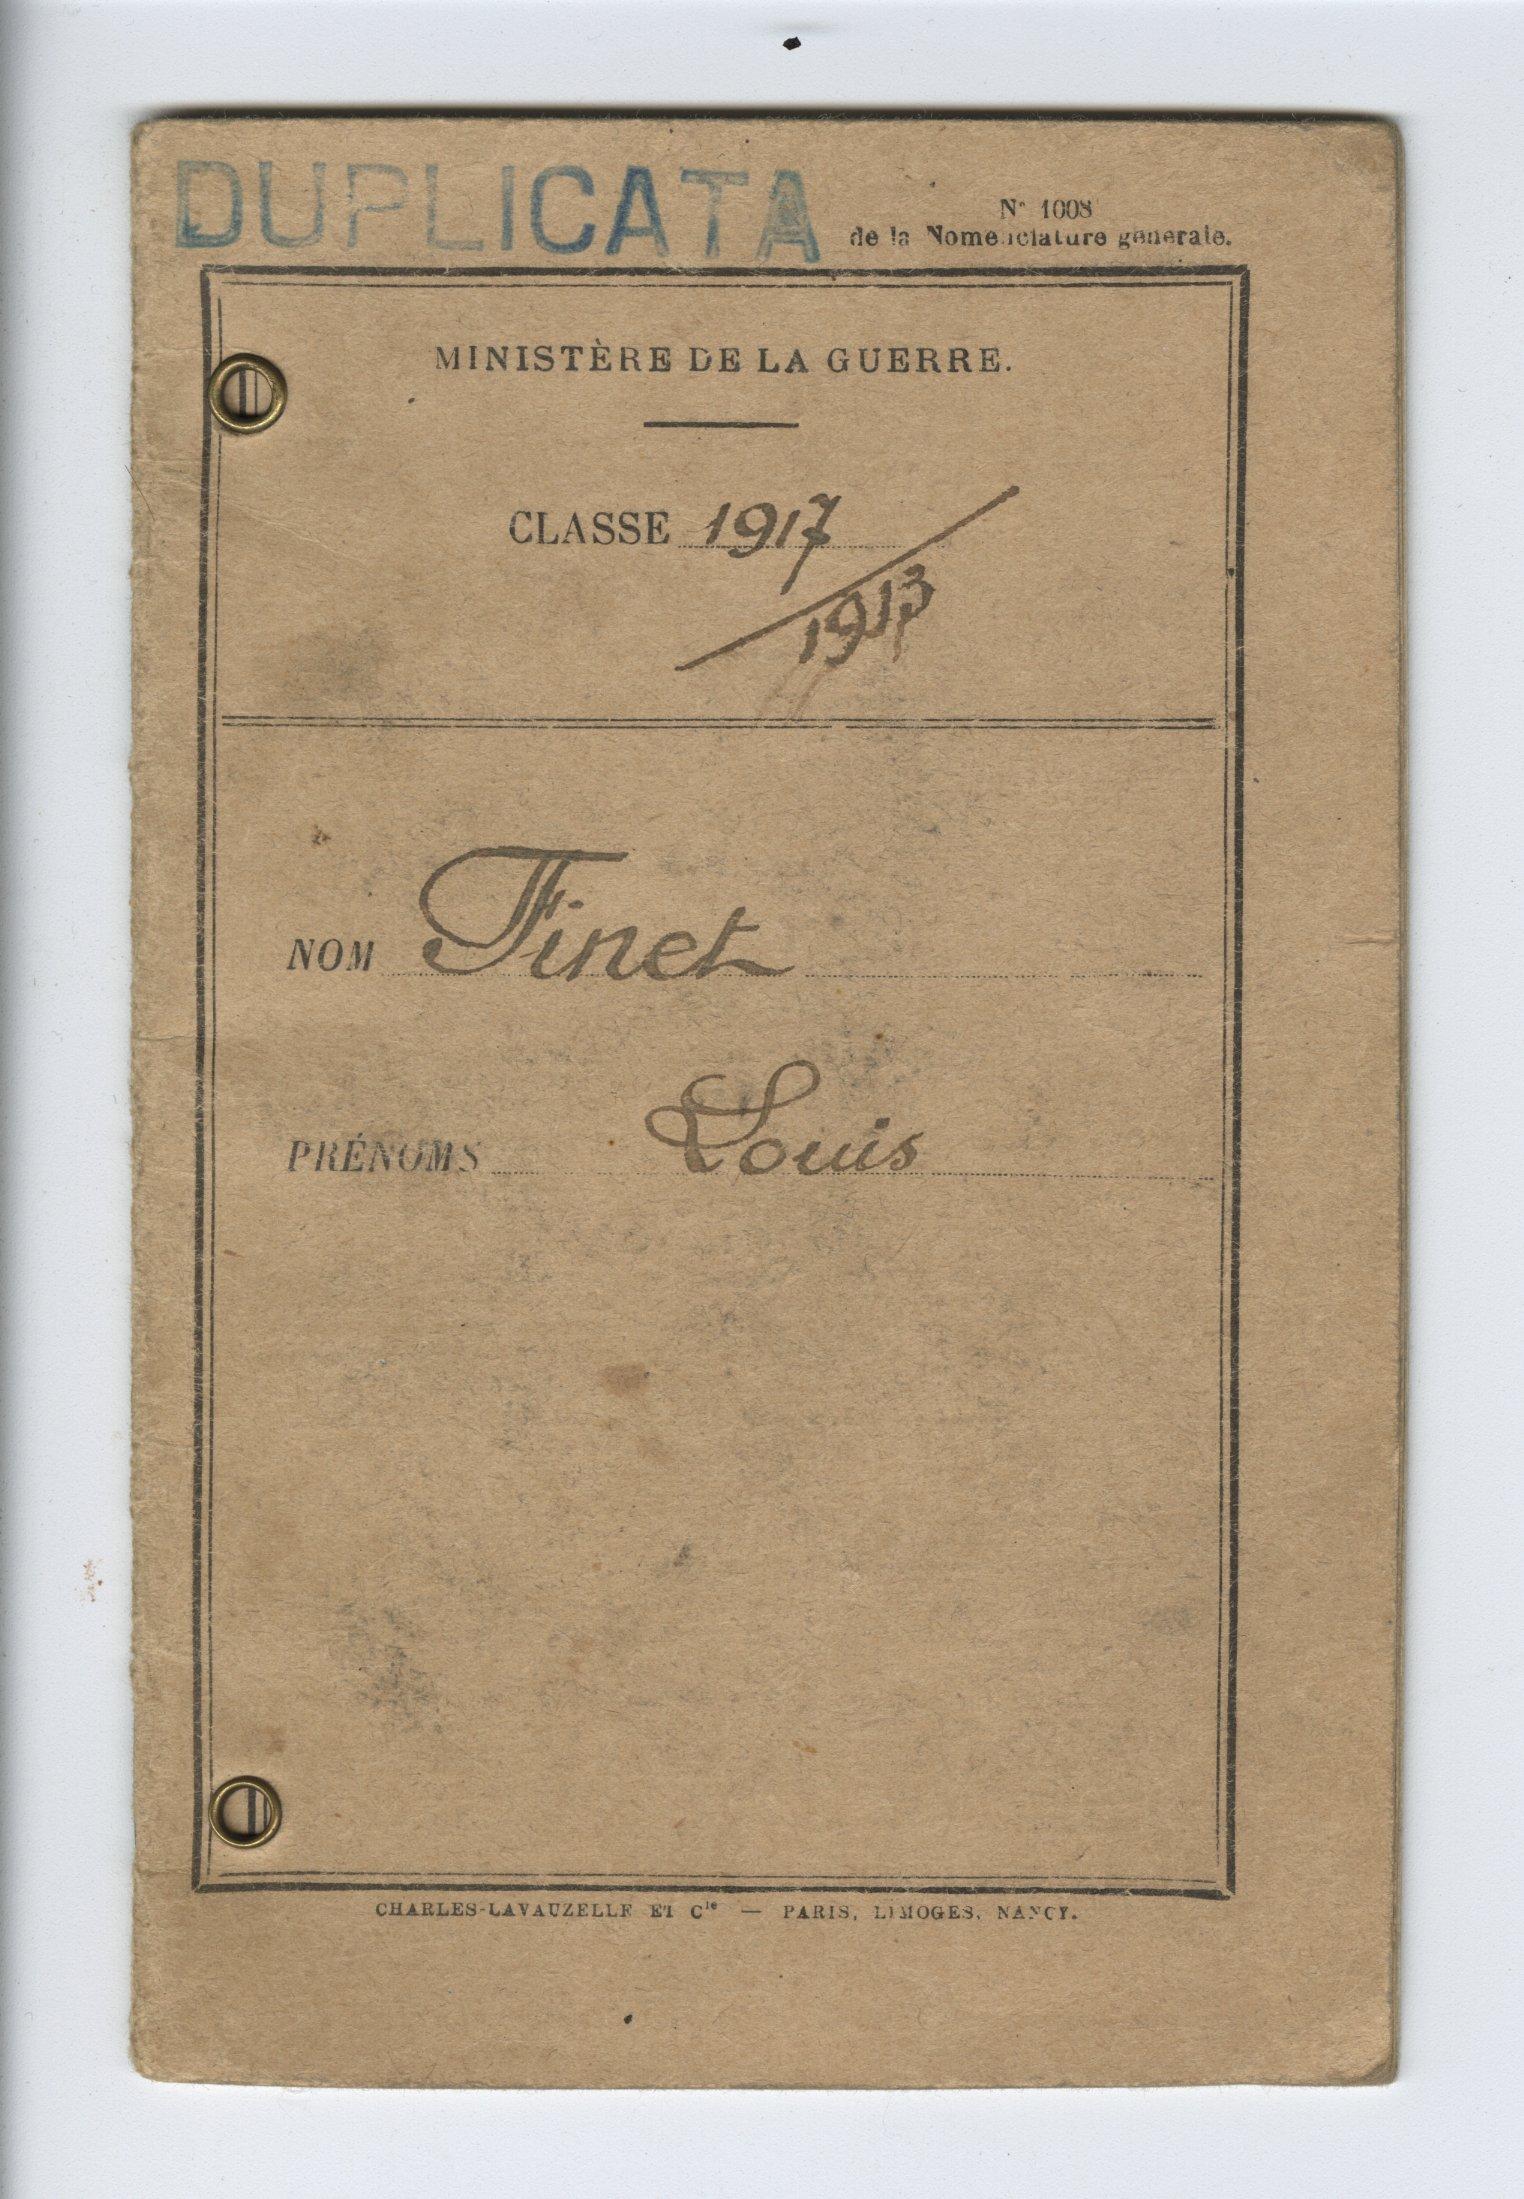 DUPLICATA
N° 1008
de la Nomenclature générale.
MINISTÈRE DE LA GUERRE.
CLASSE 1917
1913
NOM Finet
PRÉNOMS Louis
CHARLES-LAVAUZELLE ET Cie — PARIS, LIMOGES, NANCY.